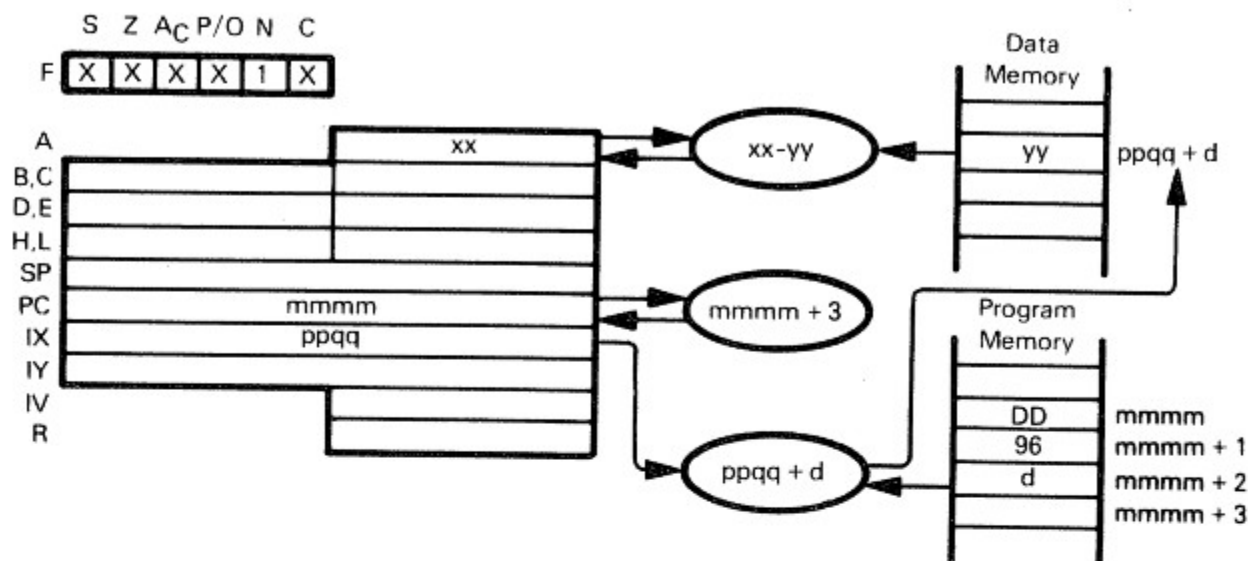 S Z AC P/O N C
F X X X X 1 X
Data
Memory
A xx
xx-yy
yy
ppqq + d
B,C
D,E
H,L
SP
PC mmmm
mmmm + 3
IX ppqq
IY
IV
R
ppqq + d
Program
Memory
DD mmmm
96 mmmm + 1
d mmmm + 2
mmmm + 3